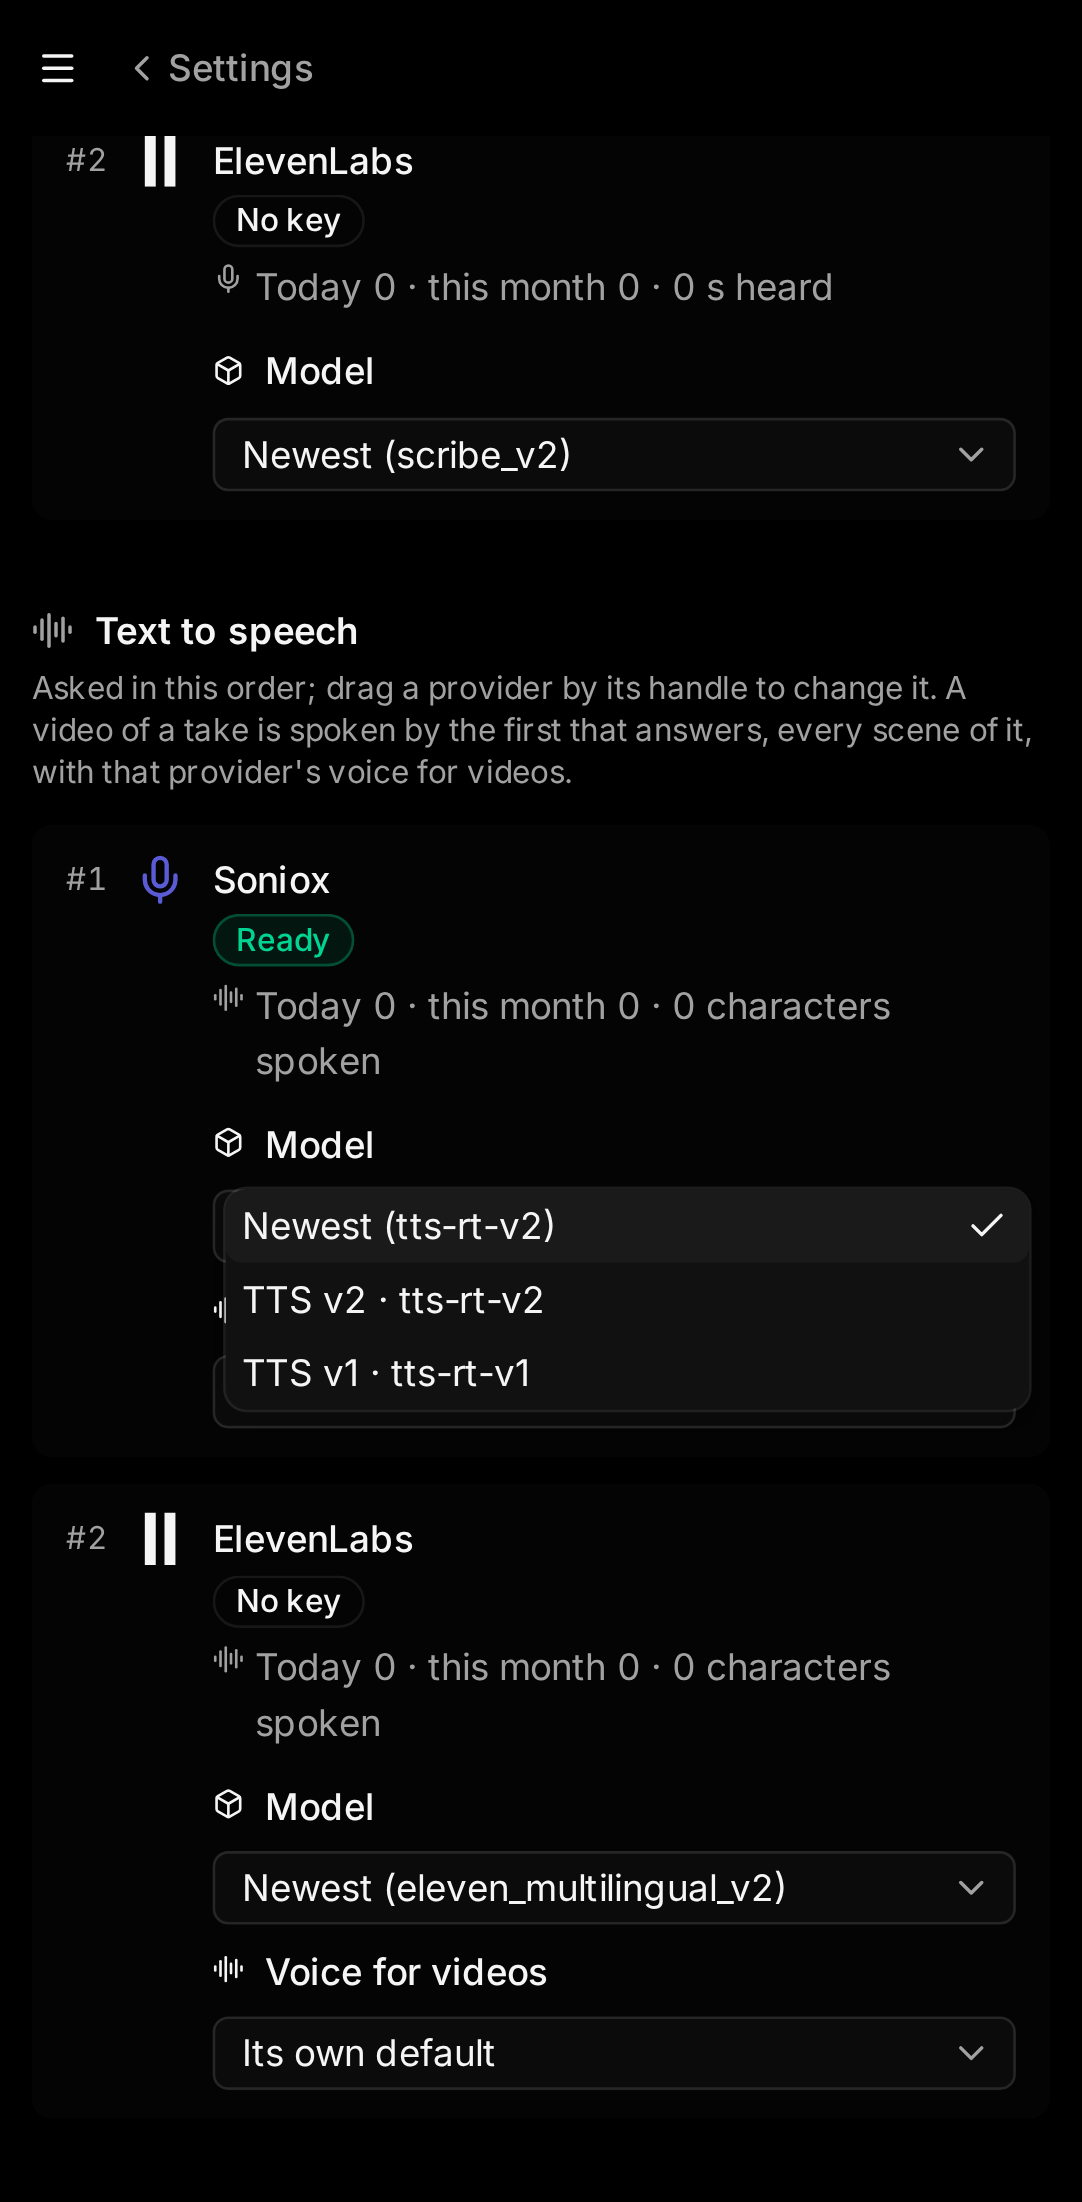 Settings
#2 ElevenLabs
No key
Today 0 · this month 0 · 0 s heard
Model
Newest (scribe_v2)
Text to speech
Asked in this order; drag a provider by its handle to change it. A
video of a take is spoken by the first that answers, every scene of it,
with that provider's voice for videos.
#1 Soniox
Ready
Today 0 · this month 0 · 0 characters
spoken
Model
Newest (tts-rt-v2)
TTS v2 · tts-rt-v2
TTS v1 · tts-rt-v1
#2 ElevenLabs
No key
Today 0 · this month 0 · 0 characters
spoken
Model
Newest (eleven_multilingual_v2)
Voice for videos
Its own default